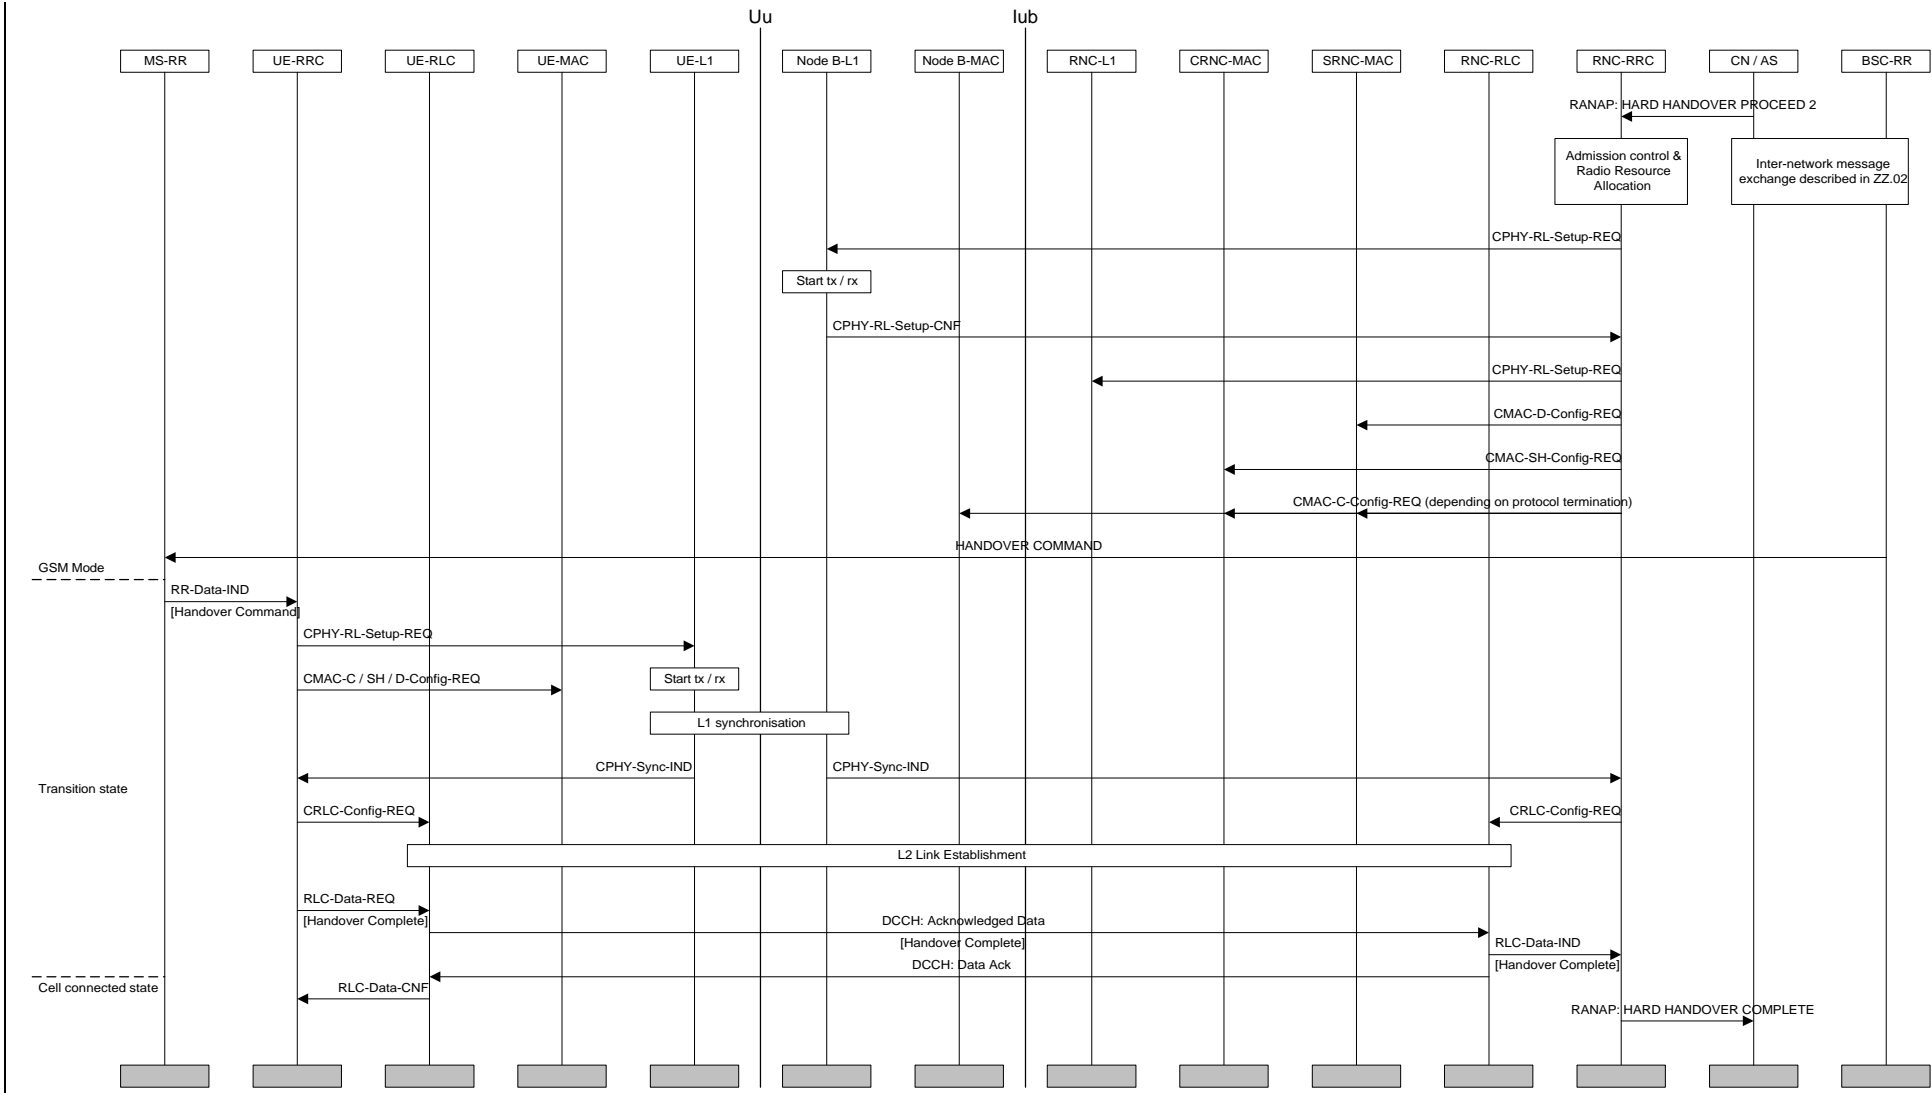 Uu
Iub
MS-RR
UE-RRC
UE-RLC
UE-MAC
UE-L1
Node B-L1
Node B-MAC
RNC-L1
CRNC-MAC
SRNC-MAC
RNC-RLC
RNC-RRC
CN / AS
BSC-RR
RANAP: HARD HANDOVER PROCEED 2
Admission control &
Radio Resource
Allocation
Inter-network message
exchange described in ZZ.02
CPHY-RL-Setup-REQ
Start tx / rx
CPHY-RL-Setup-CNF
CPHY-RL-Setup-REQ
CMAC-D-Config-REQ
CMAC-SH-Config-REQ
CMAC-C-Config-REQ (depending on protocol termination)
HANDOVER COMMAND
GSM Mode
RR-Data-IND
[Handover Command]
CPHY-RL-Setup-REQ
CMAC-C / SH / D-Config-REQ
Start tx / rx
L1 synchronisation
CPHY-Sync-IND
CPHY-Sync-IND
Transition state
CRLC-Config-REQ
CRLC-Config-REQ
L2 Link Establishment
RLC-Data-REQ
[Handover Complete]
DCCH: Acknowledged Data
[Handover Complete]
RLC-Data-IND
[Handover Complete]
DCCH: Data Ack
Cell connected state
RLC-Data-CNF
RANAP: HARD HANDOVER COMPLETE